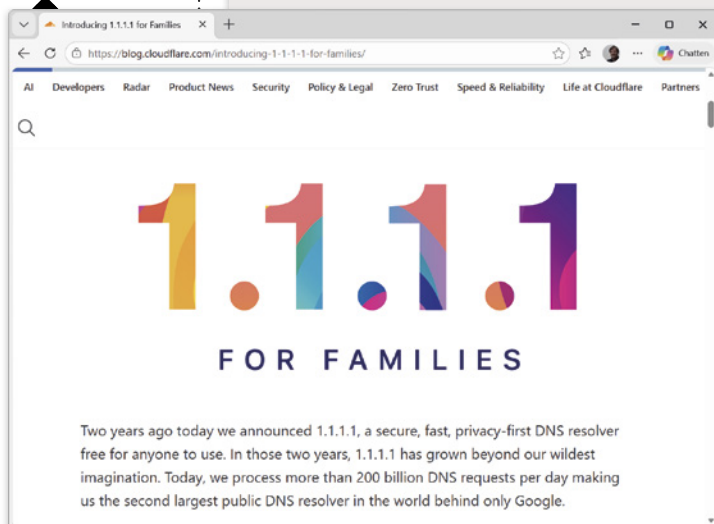 Introducing 1.1.1.1 for Families
https://blog.cloudflare.com/introducing-1-1-1-1-for-families/
Chatten
AI Developers Radar Product News Security Policy & Legal Zero Trust Speed & Reliability Life at Cloudflare Partners
1.1.1.1
FOR FAMILIES
Two years ago today we announced 1.1.1.1, a secure, fast, privacy-first DNS resolver
free for anyone to use. In those two years, 1.1.1.1 has grown beyond our wildest
imagination. Today, we process more than 200 billion DNS requests per day making
us the second largest public DNS resolver in the world behind only Google.